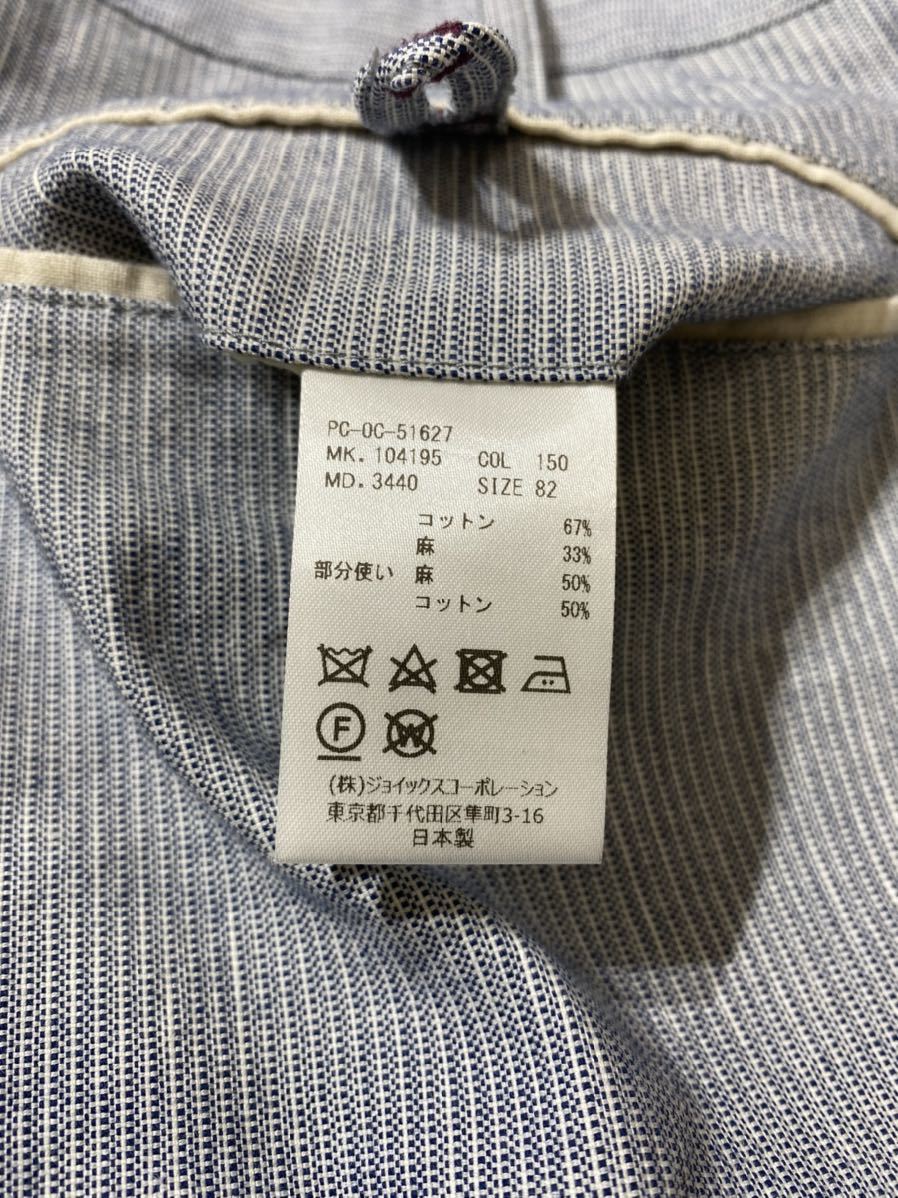 PC-OC-51627
MK. 104195 COL 150
MD. 3440 SIZE 82
コットン 67%
麻 33%
部分使い 麻 50%
コットン 50%
F W
(株)ジョイックスコーポレーション
東京都千代田区隼町3-16
日本製